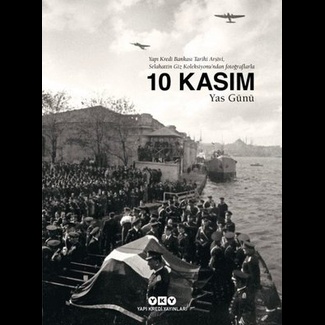 Yapı Kredi Bankası Tarihi Arşivi,
Selahattin Giz Koleksiyonu'ndan fotoğraflarla
10 KASIM
Yas Günü
YKY
YAPI KREDİ YAYINLARI